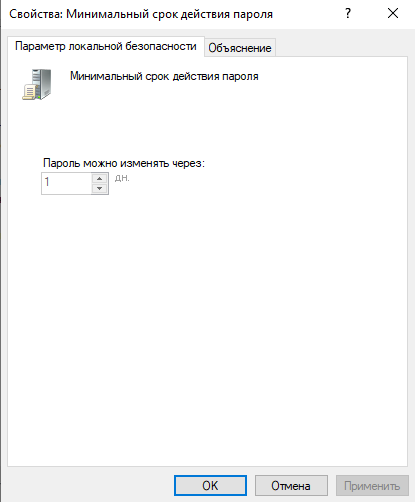 Свойства: Минимальный срок действия пароля
?
Параметр локальной безопасности
Объяснение
Минимальный срок действия пароля
Пароль можно изменять через:
1
дн.
OK
Отмена
Применить